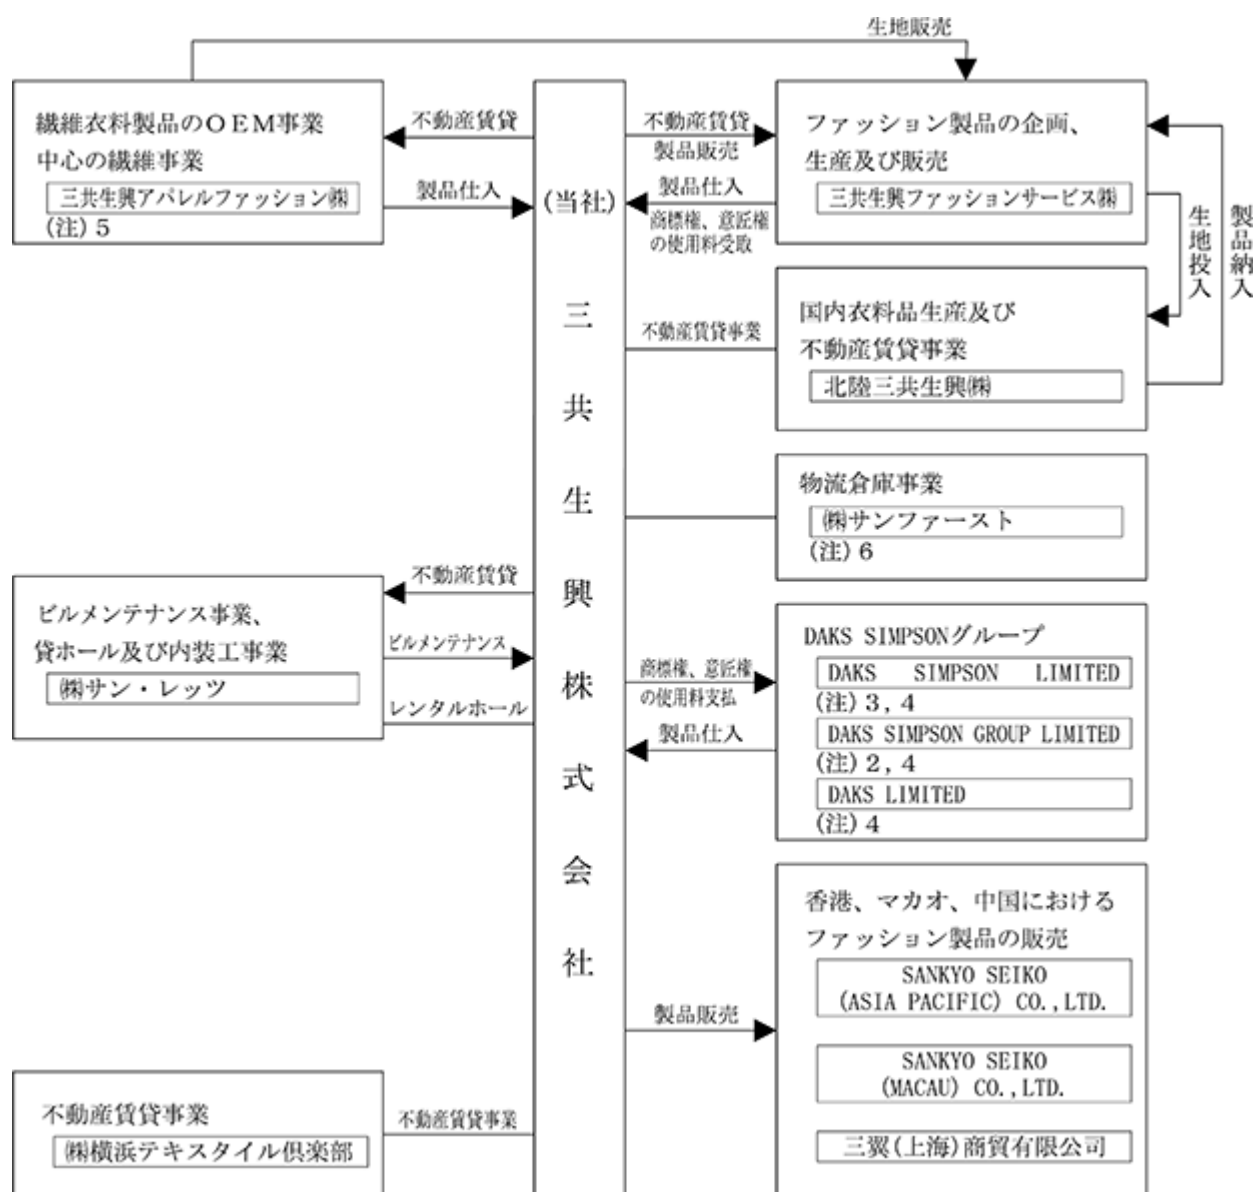 生地販売
繊維衣料製品のＯＥＭ事業
中心の繊維事業
三共生興アパレルファッション㈱
(注) 5
不動産賃貸
製品仕入
(当社)
三共生興株式会社
不動産賃貸
製品販売
製品仕入
商標権、意匠権
の使用料受取
ファッション製品の企画、
生産及び販売
三共生興ファッションサービス㈱
生地投入
製品納入
不動産賃貸事業
国内衣料品生産及び
不動産賃貸事業
北陸三共生興㈱
物流倉庫事業
㈱サンファースト
(注) 6
ビルメンテナンス事業、
貸ホール及び内装工事業
㈱サン・レッツ
不動産賃貸
ビルメンテナンス
レンタルホール
商標権、意匠権
の使用料支払
製品仕入
DAKS SIMPSONグループ
DAKS SIMPSON LIMITED
(注) 3, 4
DAKS SIMPSON GROUP LIMITED
(注) 2, 4
DAKS LIMITED
(注) 4
製品販売
香港、マカオ、中国における
ファッション製品の販売
SANKYO SEIKO
(ASIA PACIFIC) CO.,LTD.
SANKYO SEIKO
(MACAU) CO.,LTD.
三翼(上海)商貿有限公司
不動産賃貸事業
㈱横浜テキスタイル倶楽部
不動産賃貸事業